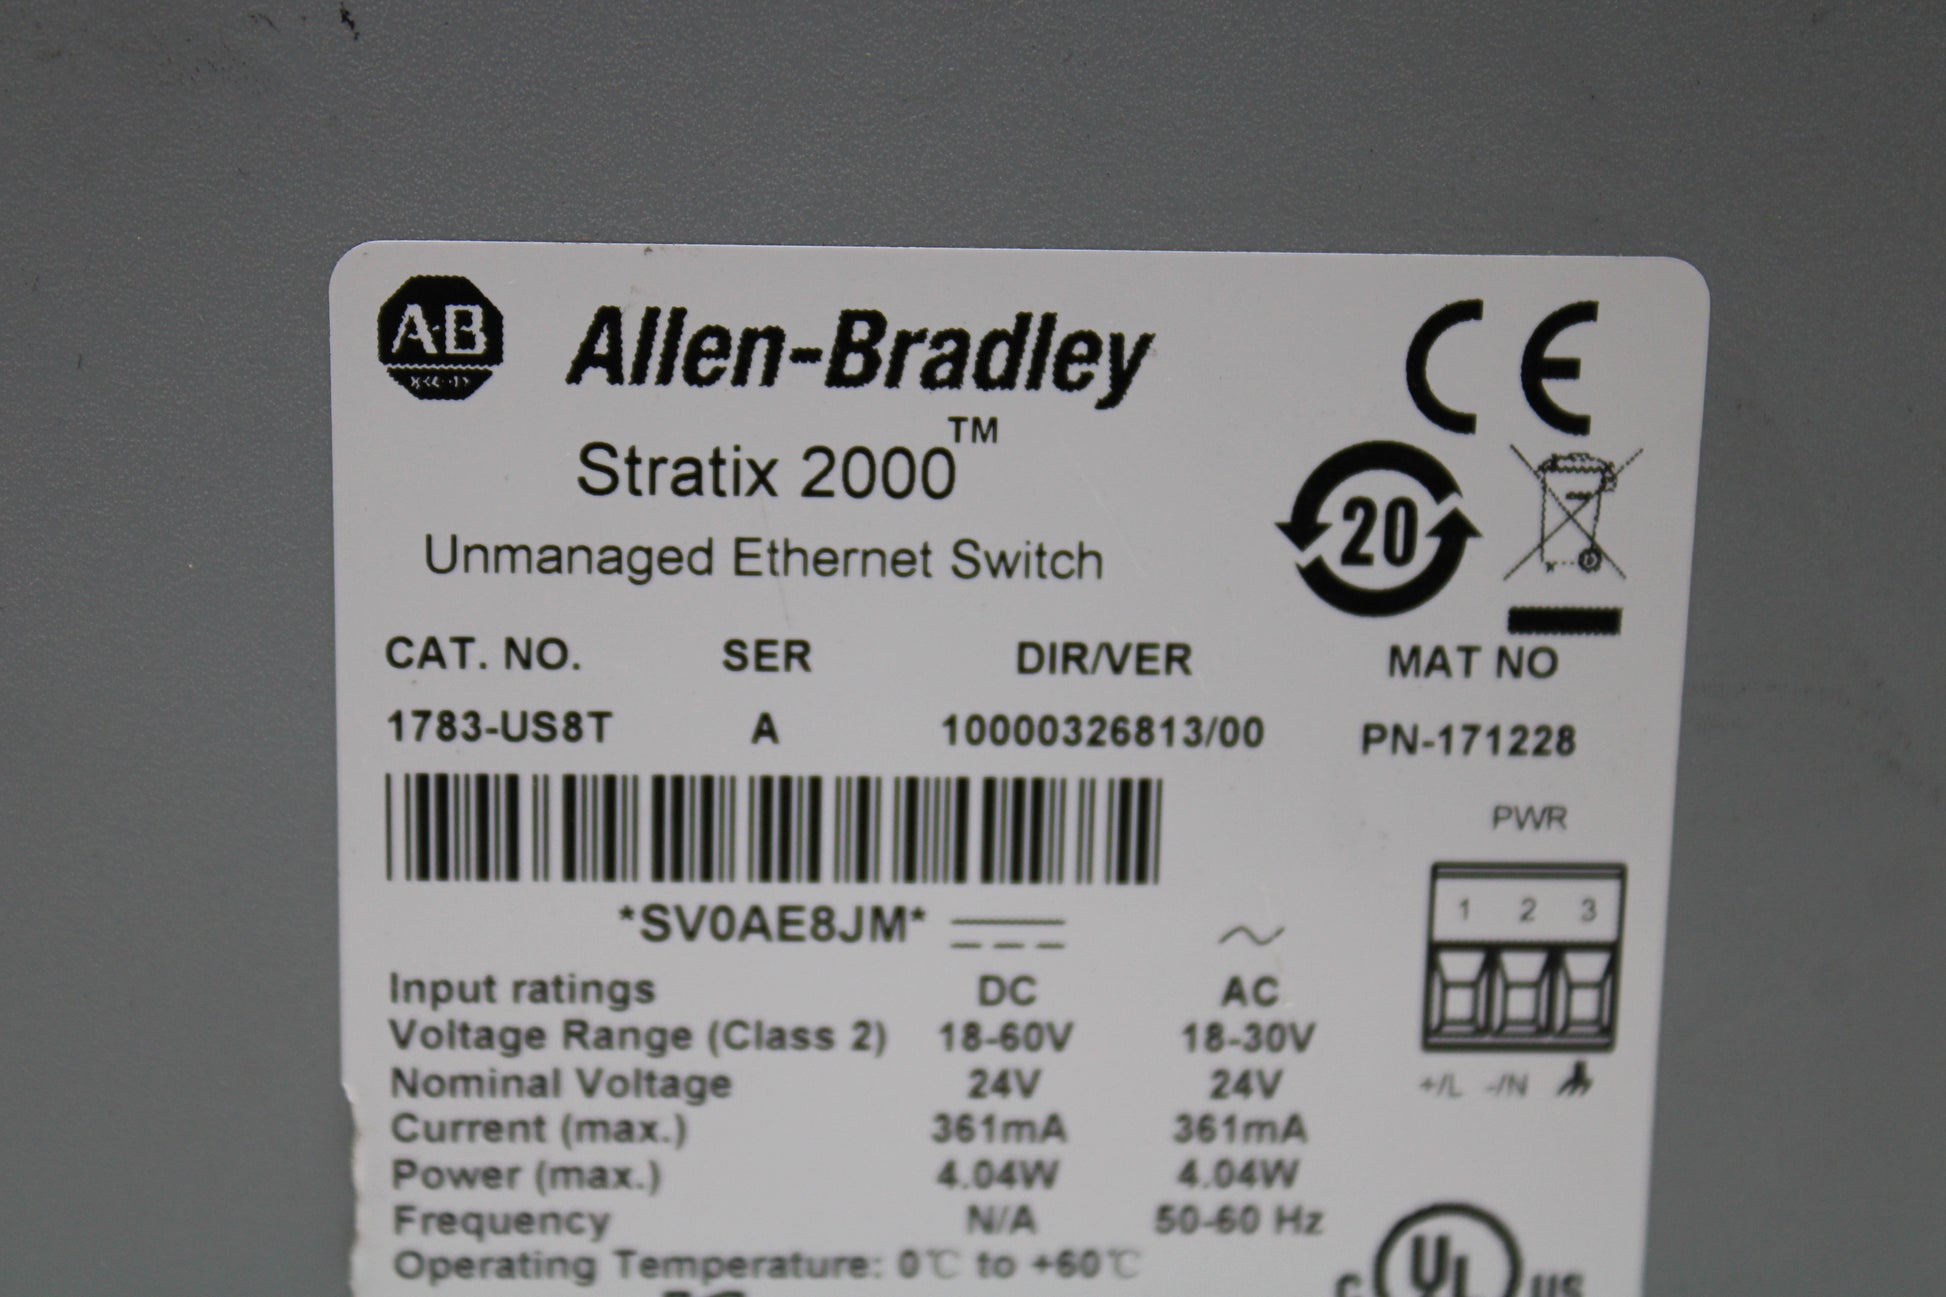 A·B
Allen-Bradley
CE
Stratix 2000™
20
Unmanaged Ethernet Switch
CAT. NO. SER DIR/VER MAT NO
1783-US8T A 10000326813/00 PN-171228
PWR
1 2 3
*SV0AE8JM*
Input ratings DC AC
Voltage Range (Class 2) 18-60V 18-30V
Nominal Voltage 24V 24V
+/L -/N
Current (max.) 361mA 361mA
Power (max.) 4.04W 4.04W
Frequency N/A 50-60 Hz
Operating Temperature: 0℃ to +60℃
C UL US